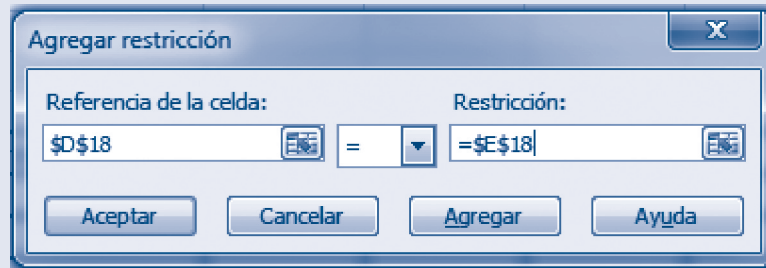 Agregar restricción
X
Referencia de la celda: Restricción:
$D$18 = =$E$18
Aceptar Cancelar Agregar Ayuda